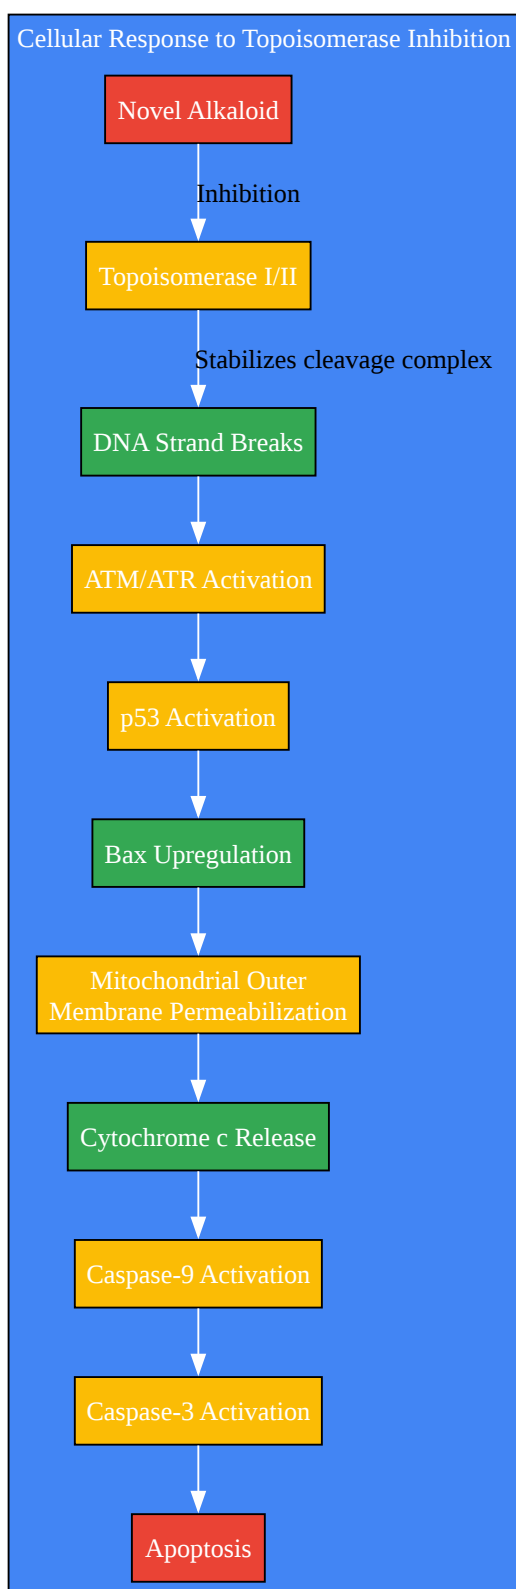 Cellular Response to Topoisomerase Inhibition
Novel Alkaloid
Inhibition
Topoisomerase I/II
Stabilizes cleavage complex
DNA Strand Breaks
ATM/ATR Activation
p53 Activation
Bax Upregulation
Mitochondrial Outer
Membrane Permeabilization
Cytochrome c Release
Caspase-9 Activation
Caspase-3 Activation
Apoptosis